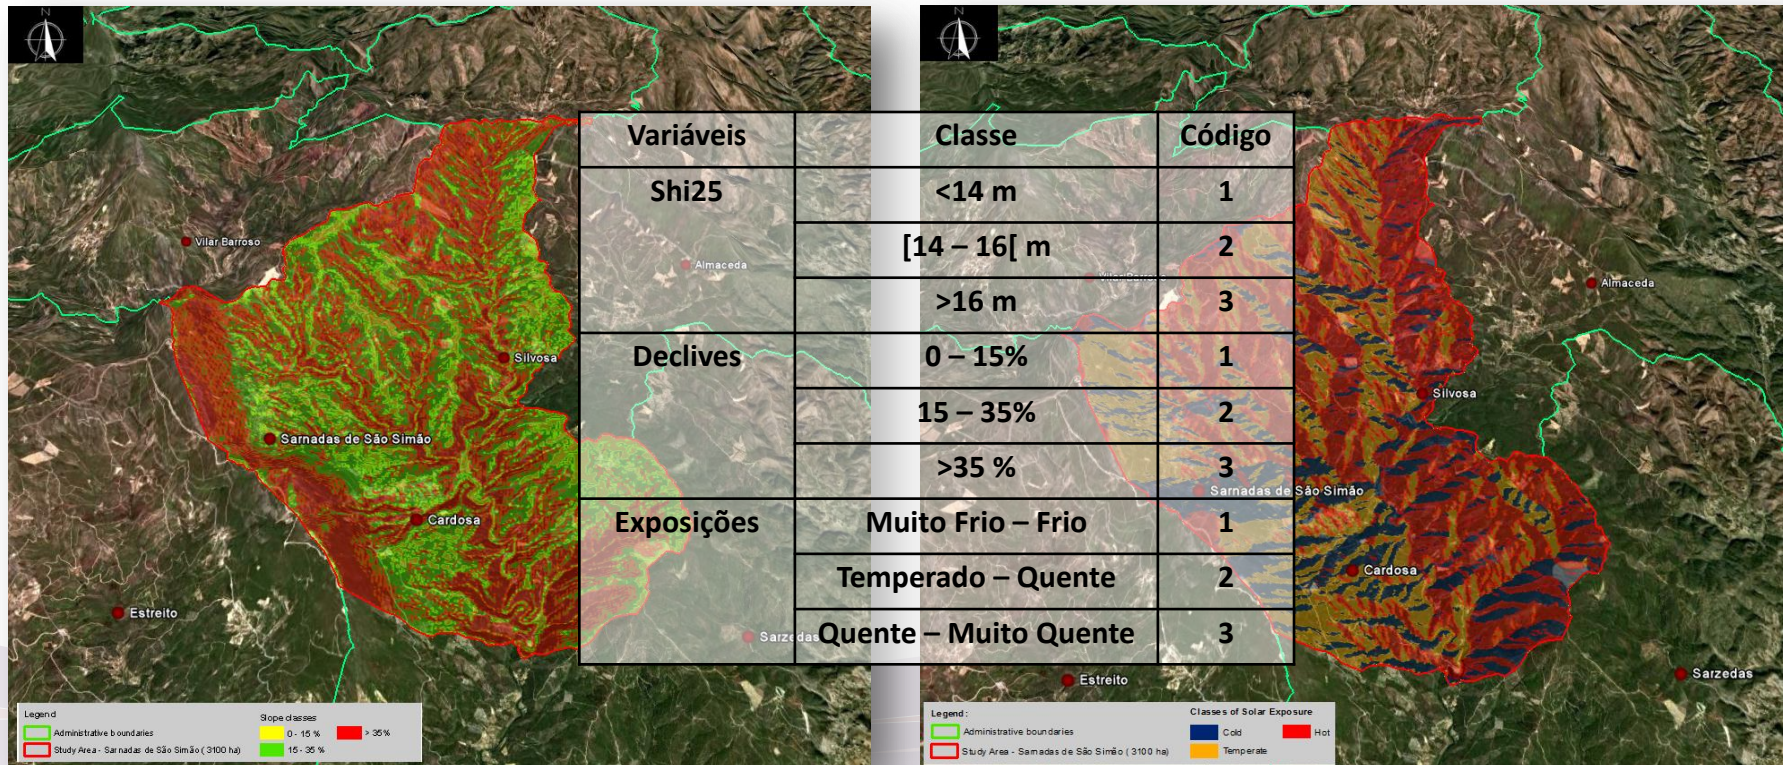 N
Vilar Barroso
Almaceda
Silvosa
Sarnadas de São Simão
Cardosa
Estreito
Sarzedas
Legend
Administrative boundaries
Study Area - Sarnadas de São Simão ( 3100 ha)
Slope classes
0 - 15 %
> 35%
15 - 35 %
Variáveis Classe Código
Shi25 <14 m 1
[14 – 16[ m 2
>16 m 3
Declives 0 – 15% 1
15 – 35% 2
>35 % 3
Exposições Muito Frio – Frio 1
Temperado – Quente 2
Quente – Muito Quente 3
N
Vilar Barroso
Almaceda
Silvosa
Sarnadas de São Simão
Cardosa
Estreito
Sarzedas
Legend :
Administrative boundaries
Study Area - Sarnadas de São Simão ( 3100 ha)
Classes of Solar Exposure
Cold
Hot
Temperate